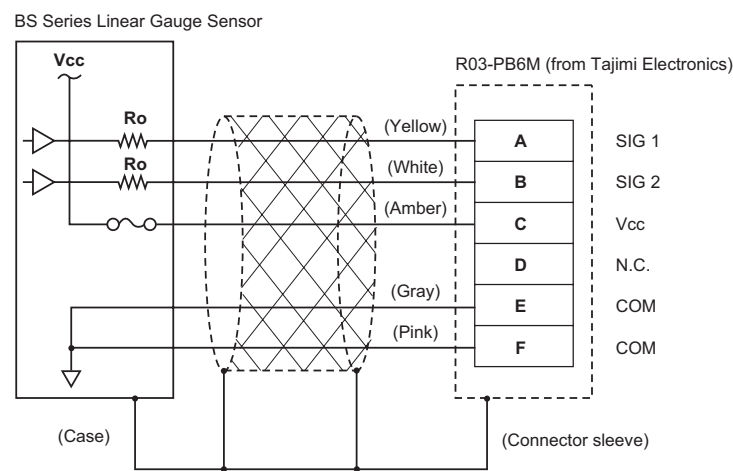 BS Series Linear Gauge Sensor
Vcc
R03-PB6M (from Tajimi Electronics)
Ro
(Yellow)
A
SIG 1
Ro
(White)
B
SIG 2
(Amber)
C
Vcc
D
N.C.
(Gray)
E
COM
(Pink)
F
COM
(Case)
(Connector sleeve)